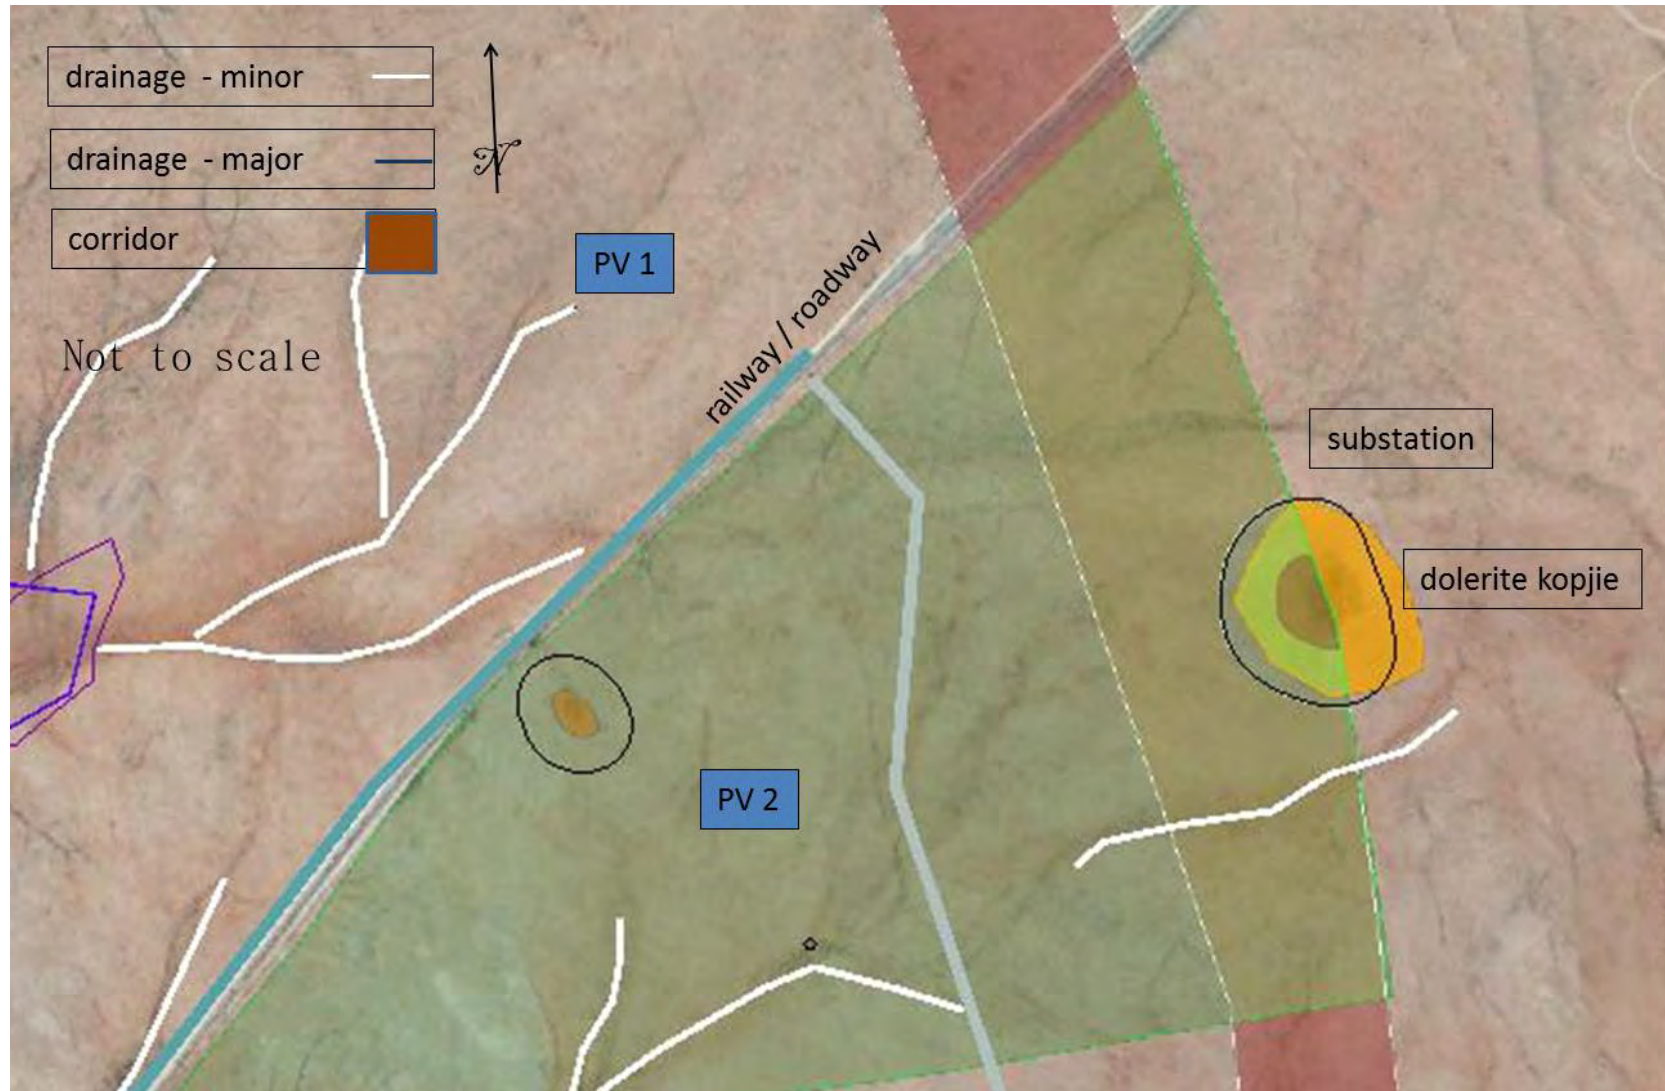 drainage - minor
drainage - major
N
corridor
PV 1
railway / roadway
Not to scale
substation
dolerite kopjie
PV 2